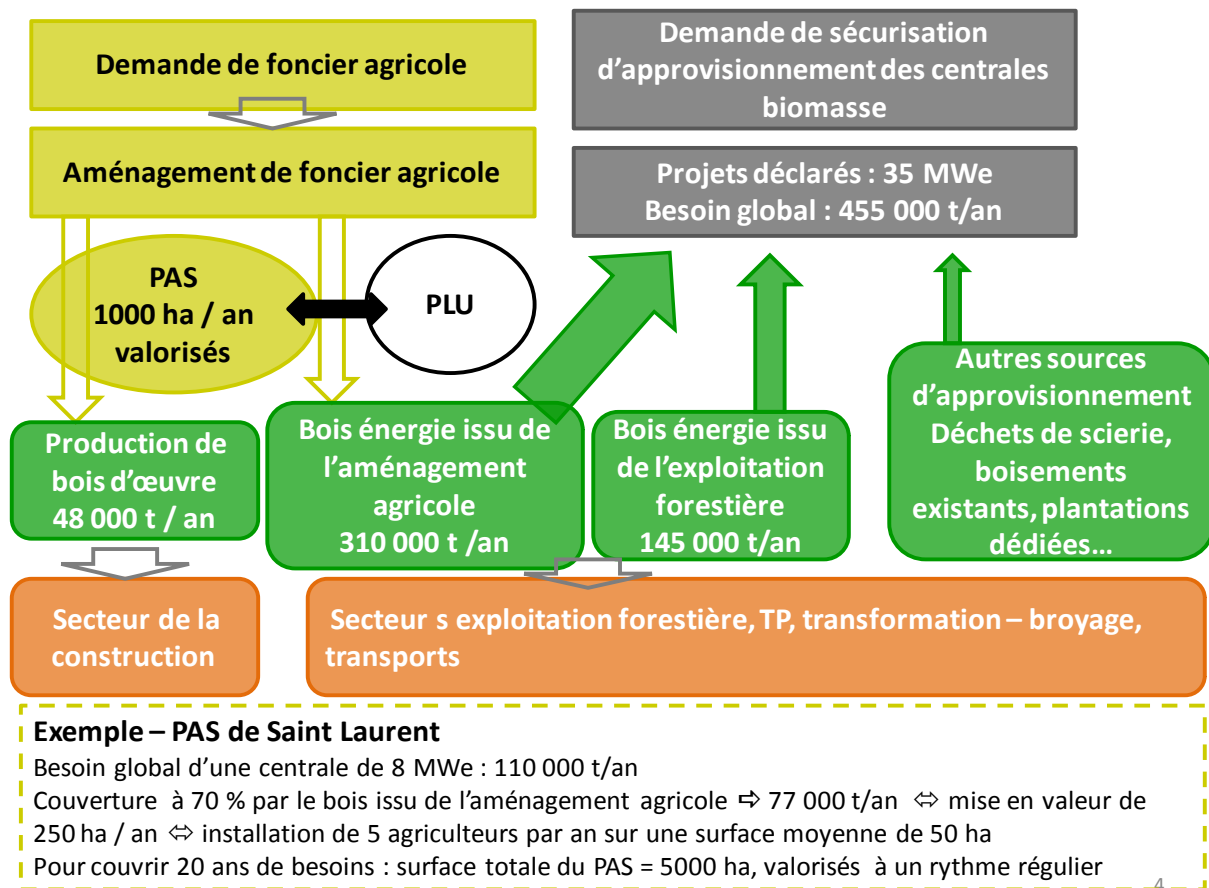 Demande de foncier agricole
Aménagement de foncier agricole
Demande de sécurisation
d'approvisionnement des centrales
biomasse
Projets déclarés : 35 MWe
Besoin global : 455 000 t/an
PAS
1000 ha / an
valorisés
PLU
Production de
bois d'œuvre
48 000 t / an
Bois énergie issu de
l'aménagement
agricole
310 000 t /an
Bois énergie issu
de l'exploitation
forestière
145 000 t/an
Autres sources
d'approvisionnement
Déchets de scierie,
boisements
existants, plantations
dédiées…
Secteur de la
construction
Secteur s exploitation forestière, TP, transformation – broyage,
transports
Exemple – PAS de Saint Laurent
Besoin global d'une centrale de 8 MWe : 110 000 t/an
Couverture à 70 % par le bois issu de l'aménagement agricole ⇨ 77 000 t/an ⇔ mise en valeur de
250 ha / an ⇔ installation de 5 agriculteurs par an sur une surface moyenne de 50 ha
Pour couvrir 20 ans de besoins : surface totale du PAS = 5000 ha, valorisés à un rythme régulier
4